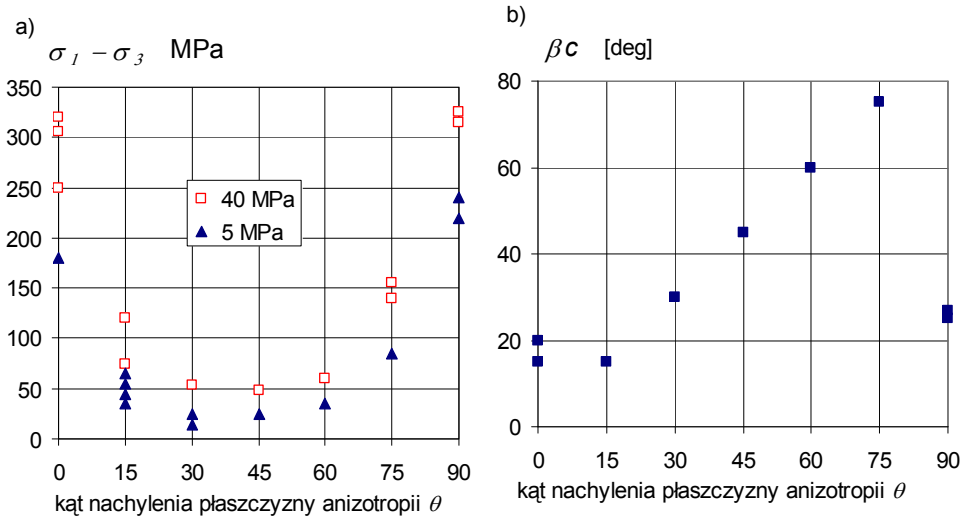 a)
σ₁ − σ₃ MPa
350
300
250
200
150
100
50
0
0 15 30 45 60 75 90
40 MPa
5 MPa
kąt nachylenia płaszczyzny anizotropii θ
b)
βc [deg]
80
60
40
20
0
0 15 30 45 60 75 90
kąt nachylenia płaszczyzny anizotropii θ